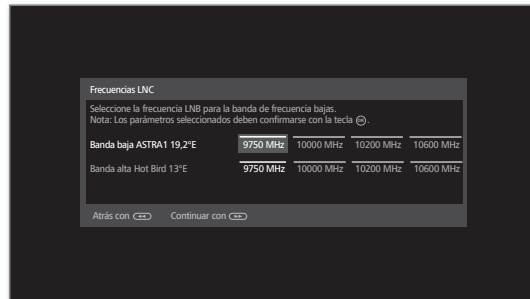 Frecuencias LNC
Seleccione la frecuencia LNB para la banda de frecuencia bajas.
Nota: Los parámetros seleccionados deben confirmarse con la tecla OK.
Banda baja ASTRA1 19,2°E 9750 MHz 10000 MHz 10200 MHz 10600 MHz
Banda alta Hot Bird 13°E 9750 MHz 10000 MHz 10200 MHz 10600 MHz
Atrás con Continuar con